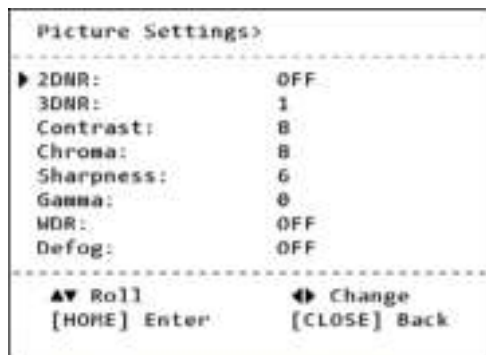 Picture Settings>
▶ 2DNR: OFF
3DNR: 1
Contrast: 8
Chroma: 8
Sharpness: 6
Gamma: 0
WDR: OFF
Defog: OFF
▲▼ Roll ◀▶ Change
[HOME] Enter [CLOSE] Back